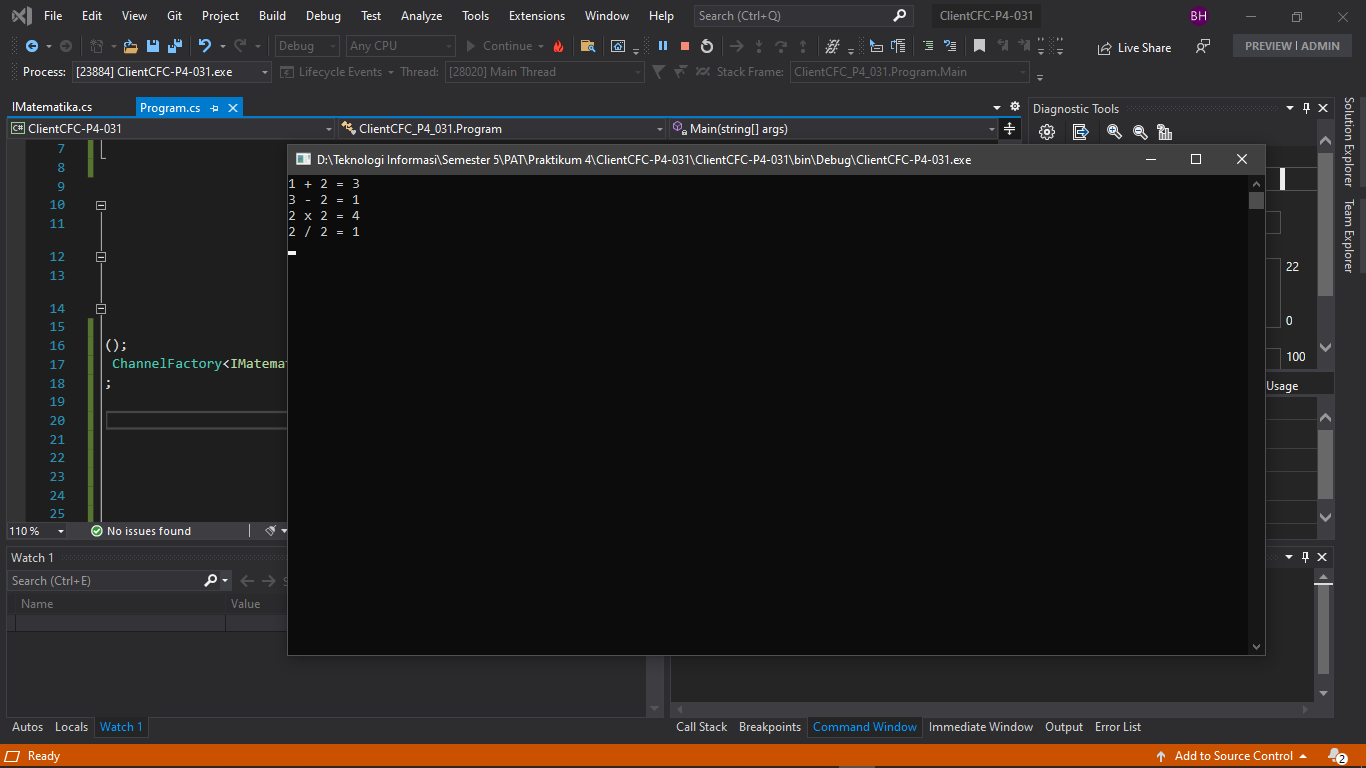 File Edit View Git Project Build Debug Test Analyze Tools Extensions Window Help Search (Ctrl+Q) ClientCFC-P4-031 BH
Debug Any CPU Continue Live Share PREVIEW | ADMIN
Process: [23884] ClientCFC-P4-031.exe Lifecycle Events Thread: [28020] Main Thread Stack Frame: ClientCFC_P4_031.Program.Main
IMatematika.cs Program.cs
Diagnostic Tools
C# ClientCFC-P4-031 ClientCFC_P4_031.Program Main(string[] args)
Solution Explorer
Team Explorer
D:\Teknologi Informasi\Semester 5\PAT\Praktikum 4\ClientCFC-P4-031\ClientCFC-P4-031\bin\Debug\ClientCFC-P4-031.exe
1 + 2 = 3
3 - 2 = 1
2 x 2 = 4
2 / 2 = 1
7
8
9
10
11
12
13
14
15
16 ();
17 ChannelFactory<IMatema
18 ;
19
20
21
22
23
24
25
22
0
100
Usage
110 % No issues found
Watch 1
Search (Ctrl+E)
Name Value
Autos Locals Watch 1
Call Stack Breakpoints Command Window Immediate Window Output Error List
Ready Add to Source Control 2